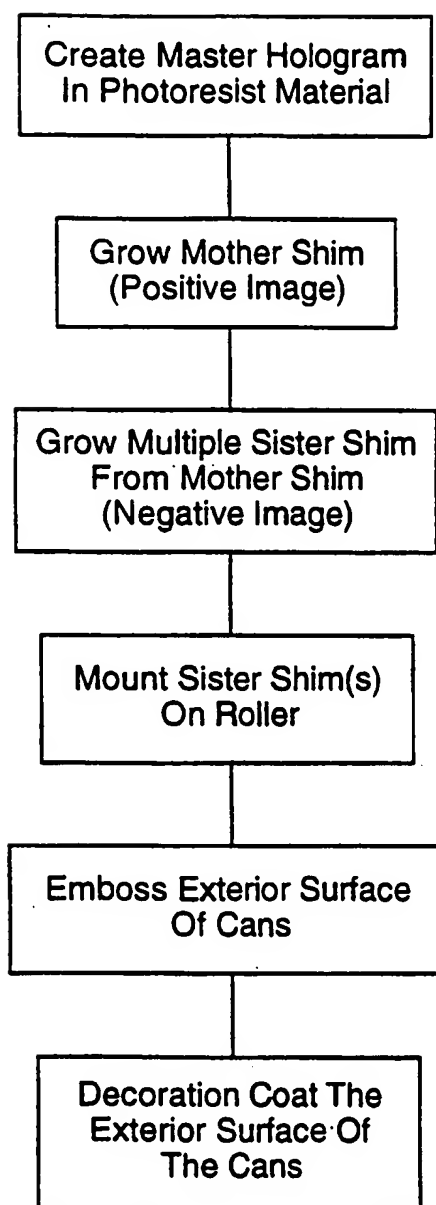 Create Master Hologram
In Photoresist Material
Grow Mother Shim
(Positive Image)
Grow Multiple Sister Shim
From Mother Shim
(Negative Image)
Mount Sister Shim(s)
On Roller
Emboss Exterior Surface
Of Cans
Decoration Coat The
Exterior Surface Of
The Cans